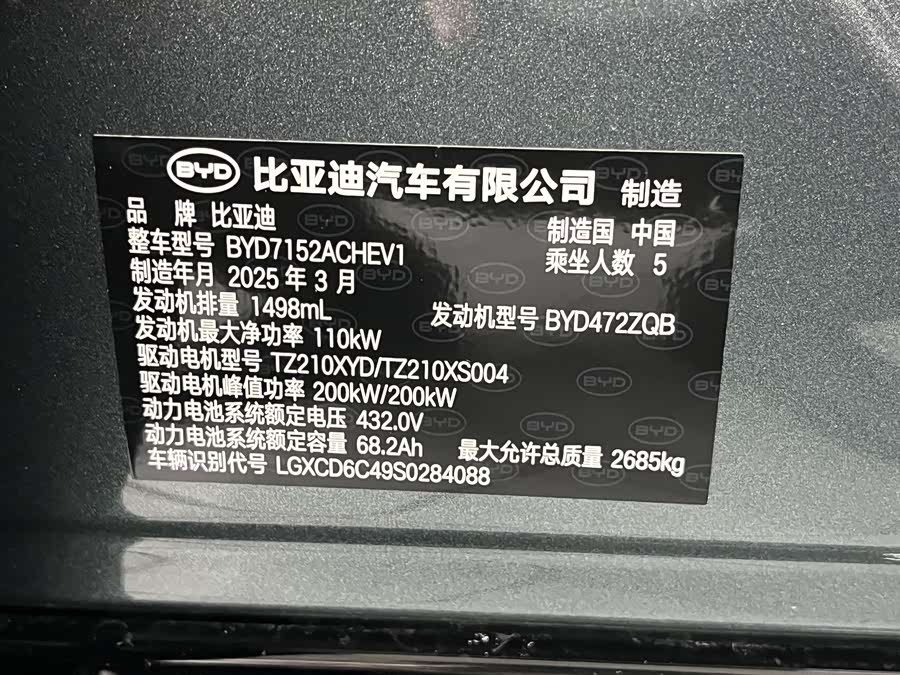 BYD 比亚迪汽车有限公司 制造
品 牌 比亚迪 制造国 中国
整车型号 BYD7152ACHEV1 乘坐人数 5
制造年月 2025 年 3 月
发动机排量 1498mL 发动机型号 BYD472ZQB
发动机最大净功率 110kW
驱动电机型号 TZ210XYD/TZ210XS004
驱动电机峰值功率 200kW/200kW
动力电池系统额定电压 432.0V
动力电池系统额定容量 68.2Ah 最大允许总质量 2685kg
车辆识别代号 LGXCD6C49S0284088